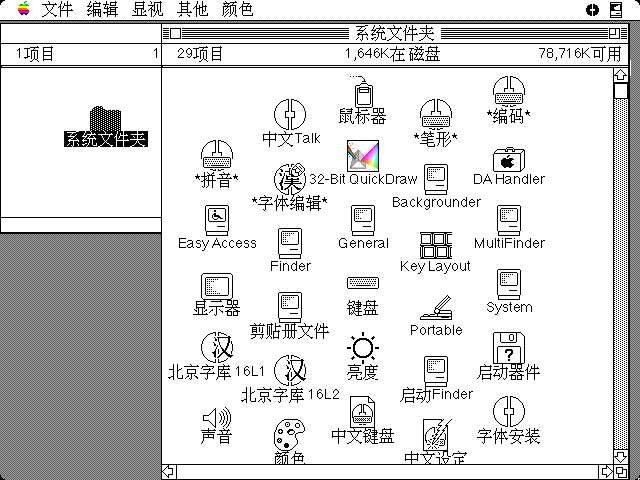 文件 编辑 显视 其他 颜色
系统文件夹
1项目 1
29项目 1,646K在磁盘 78,716K可用
系统文件夹
鼠标器
*编码*
中文Talk
*笔形*
*拼音*
32-Bit QuickDraw
DA Handler
*字体编辑*
Backgrounder
Easy Access
General
MultiFinder
Finder
Key Layout
显示器
键盘
System
剪贴册文件
Portable
北京字库 16L1
亮度
启动器件
北京字库 16L2
启动Finder
声音
中文键盘
字体安装
颜色
中文设定